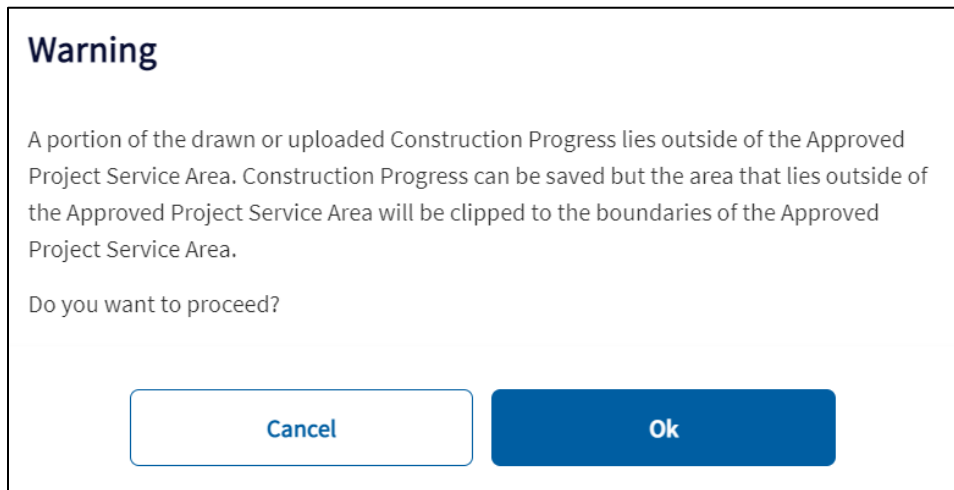 Warning
A portion of the drawn or uploaded Construction Progress lies outside of the Approved
Project Service Area. Construction Progress can be saved but the area that lies outside of
the Approved Project Service Area will be clipped to the boundaries of the Approved
Project Service Area.
Do you want to proceed?
Cancel
Ok